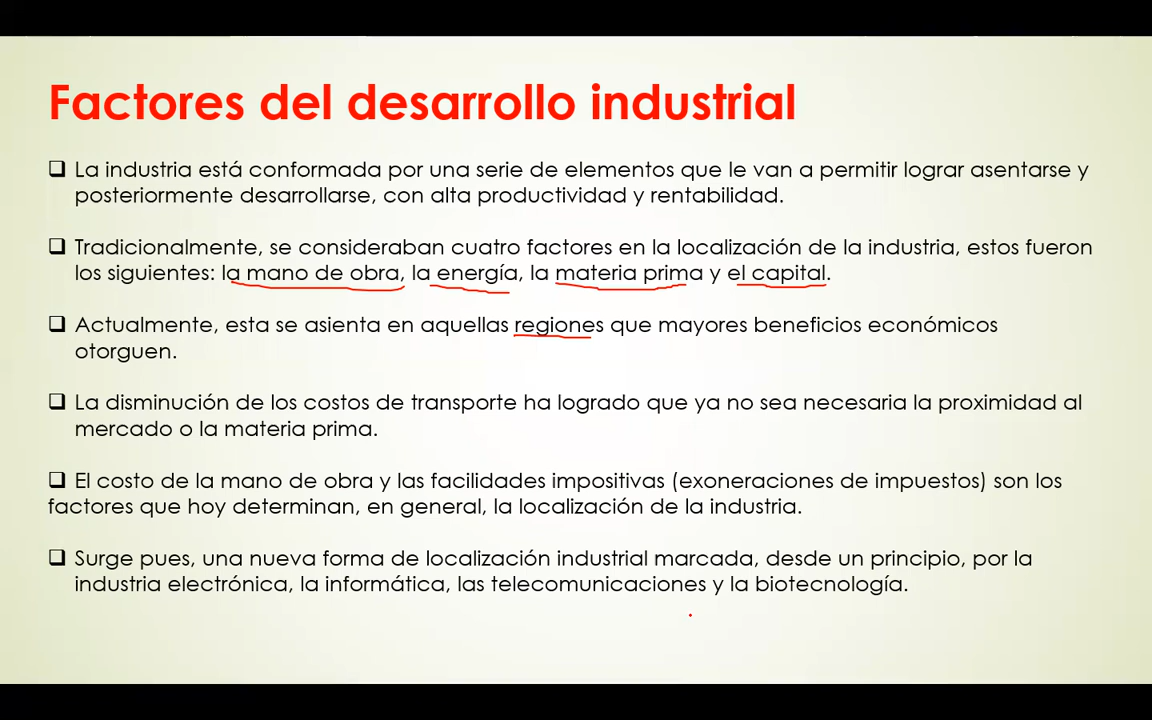 Factores del desarrollo industrial
❑ La industria está conformada por una serie de elementos que le van a permitir lograr asentarse y
posteriormente desarrollarse, con alta productividad y rentabilidad.
❑ Tradicionalmente, se consideraban cuatro factores en la localización de la industria, estos fueron
los siguientes: la mano de obra, la energía, la materia prima y el capital.
❑ Actualmente, esta se asienta en aquellas regiones que mayores beneficios económicos
otorguen.
❑ La disminución de los costos de transporte ha logrado que ya no sea necesaria la proximidad al
mercado o la materia prima.
❑ El costo de la mano de obra y las facilidades impositivas (exoneraciones de impuestos) son los
factores que hoy determinan, en general, la localización de la industria.
❑ Surge pues, una nueva forma de localización industrial marcada, desde un principio, por la
industria electrónica, la informática, las telecomunicaciones y la biotecnología.